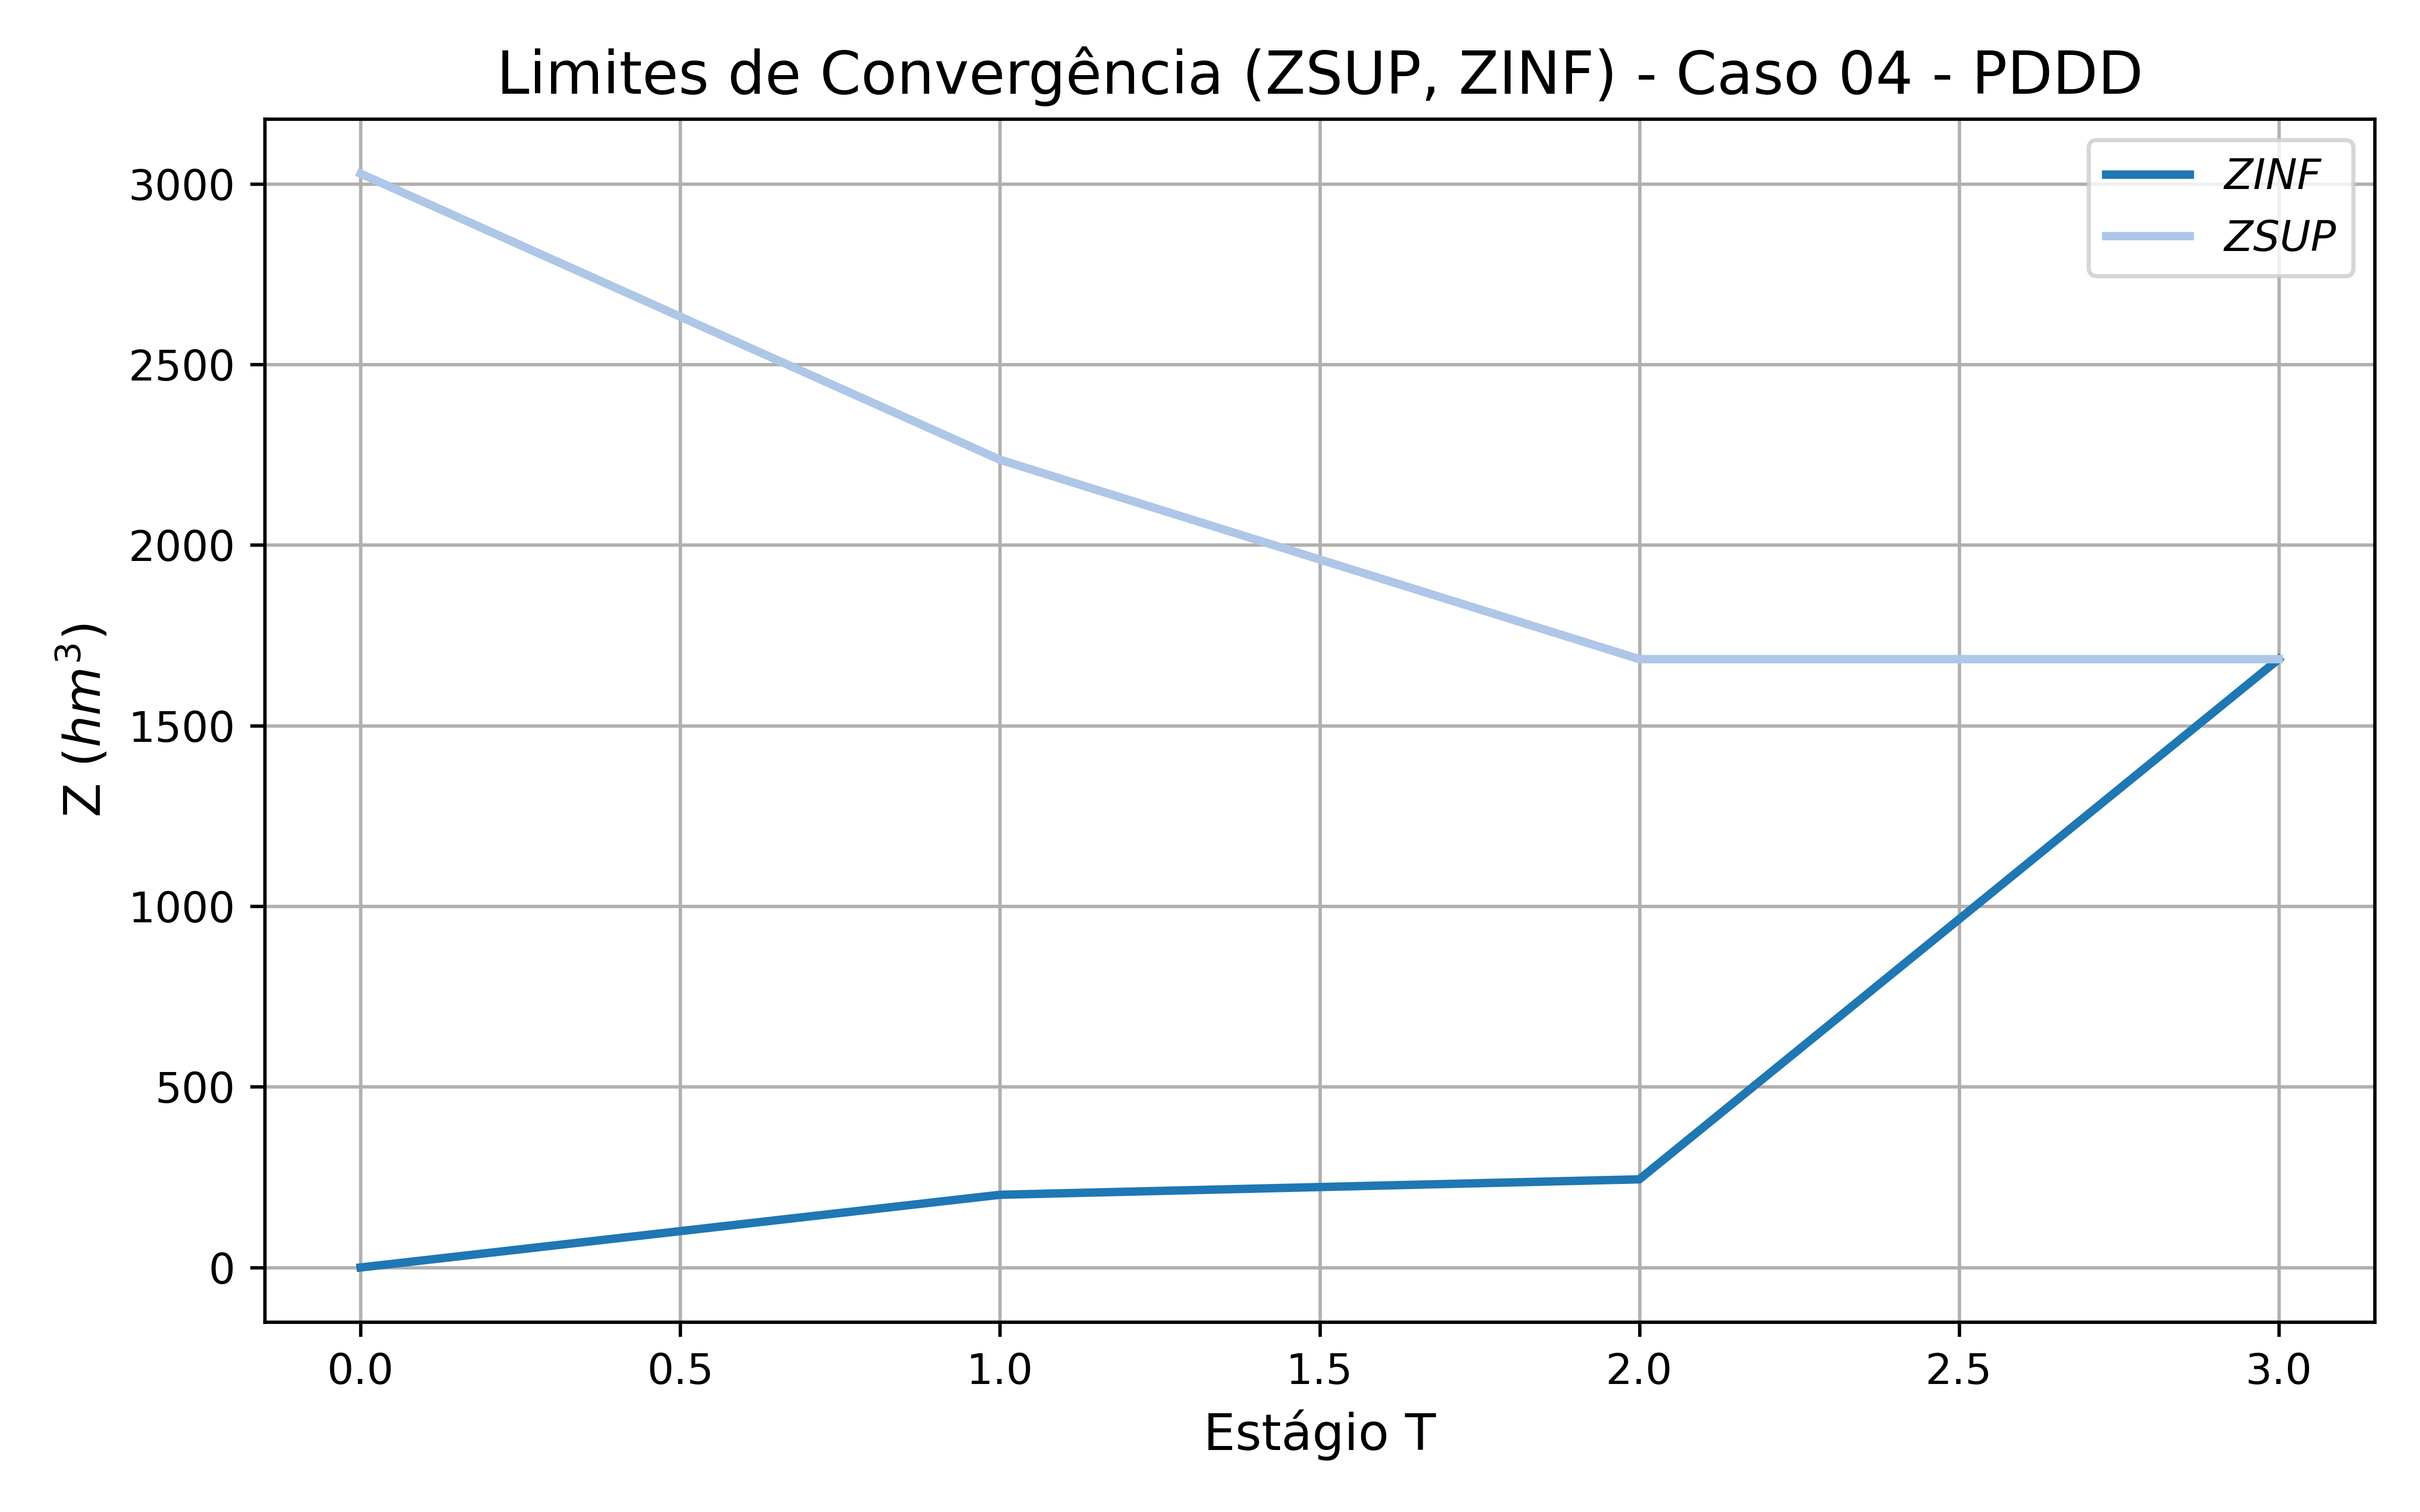 Limites de Convergência (ZSUP, ZINF) - Caso 04 - PDDD
ZINF
ZSUP
3000
2500
2000
1500
1000
500
0
Z (hm³)
0.0 0.5 1.0 1.5 2.0 2.5 3.0
Estágio T